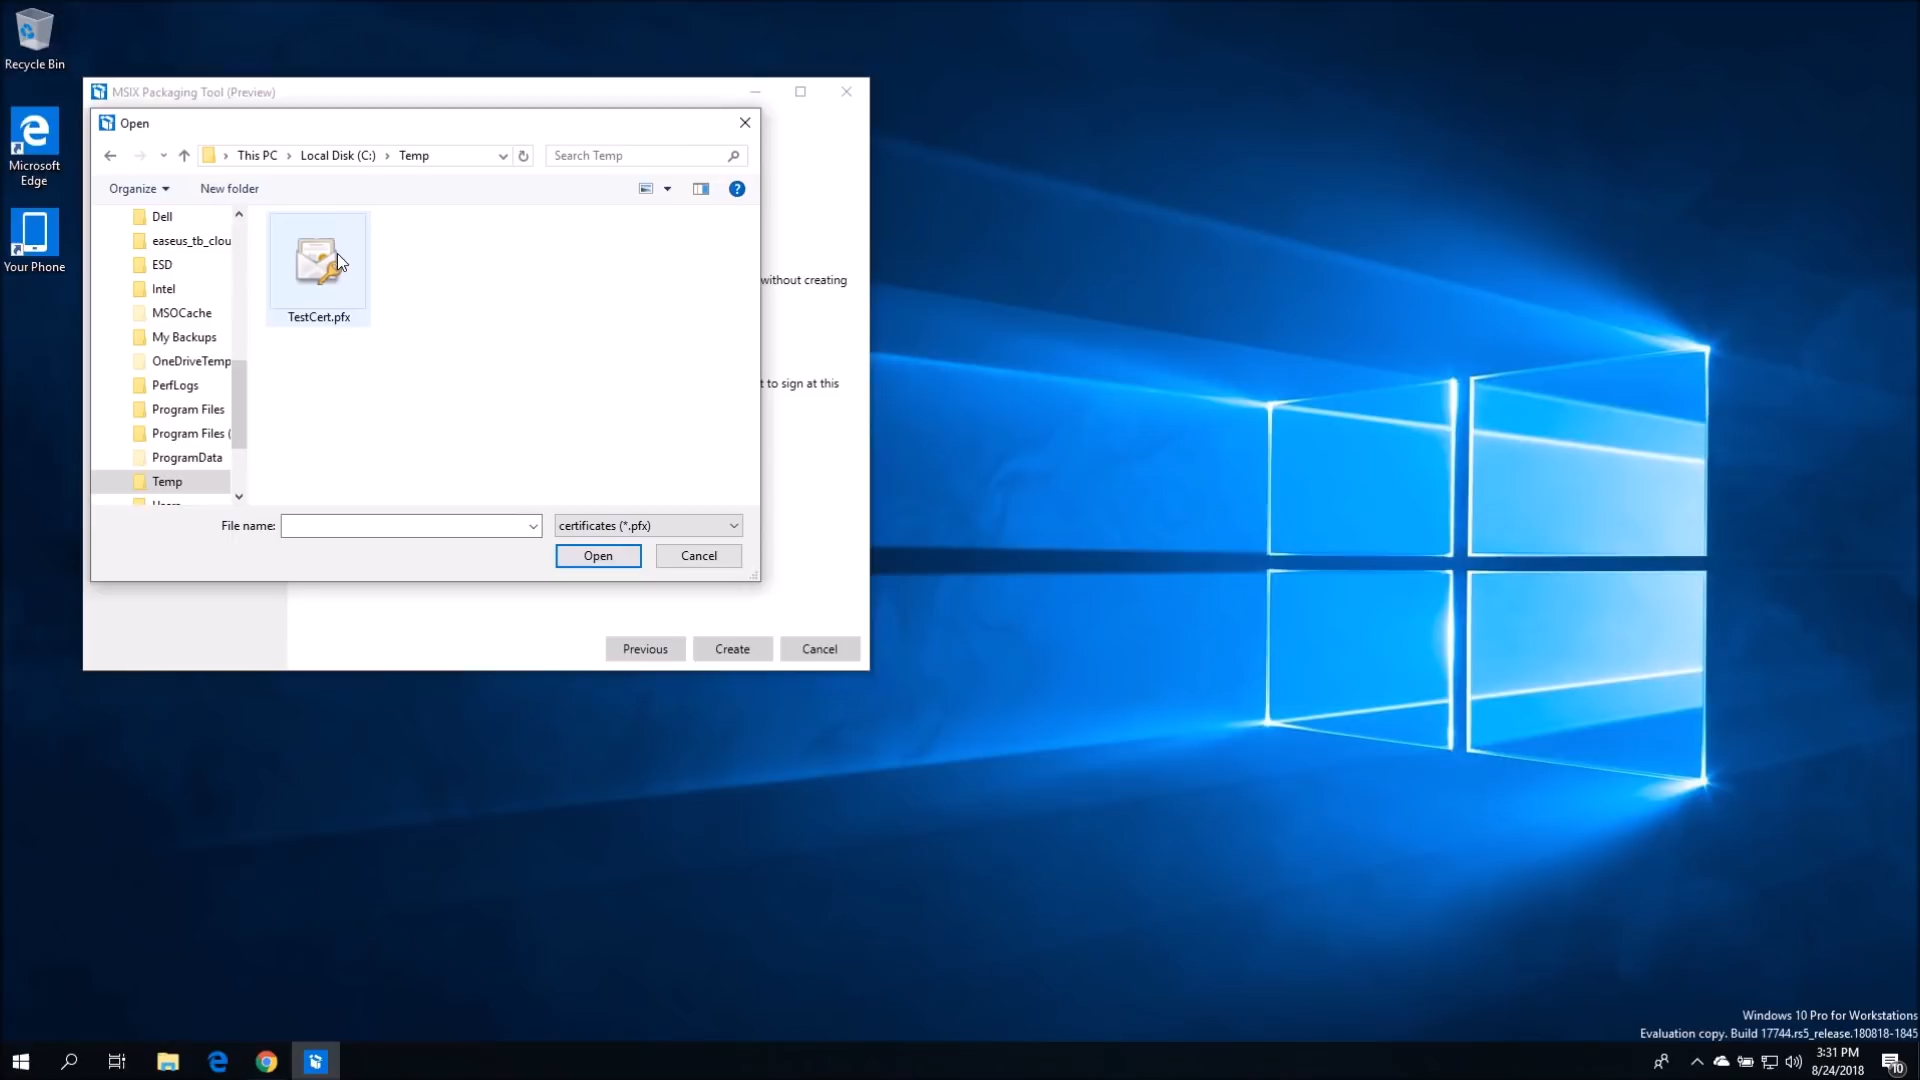 Recycle Bin
Microsoft
Edge
Your Phone
MSIX Packaging Tool (Preview)
Open
This PC
Local Disk (C:)
Temp
Search Temp
Organize
New folder
Dell
easeus_tb_clou
ESD
Intel
MSOCache
My Backups
OneDriveTemp
PerfLogs
Program Files
Program Files (
ProgramData
Temp
TestCert.pfx
without creating
t to sign at this
File name:
certificates (*.pfx)
Open
Cancel
Previous
Create
Cancel
Windows 10 Pro for Workstations
Evaluation copy. Build 17744.rs5_release.180818-1845
3:31 PM
8/24/2018
10